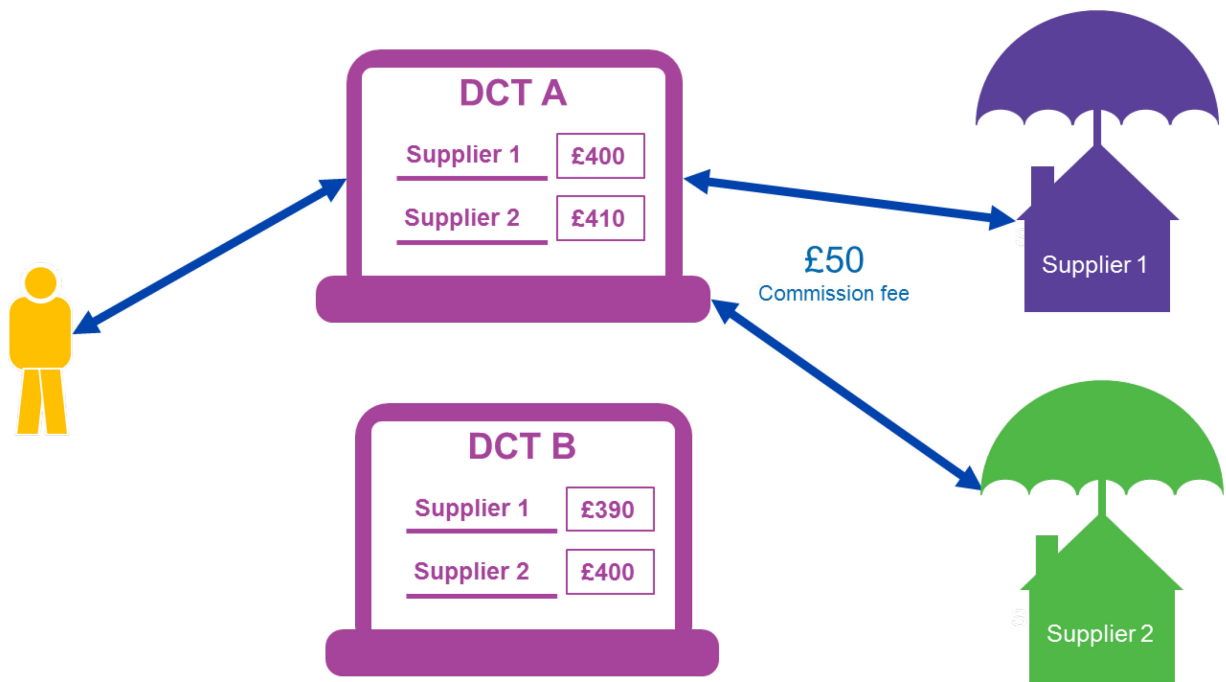 DCT A
Supplier 1 £400
Supplier 2 £410
£50
Commission fee
Supplier 1
DCT B
Supplier 1 £390
Supplier 2 £400
Supplier 2